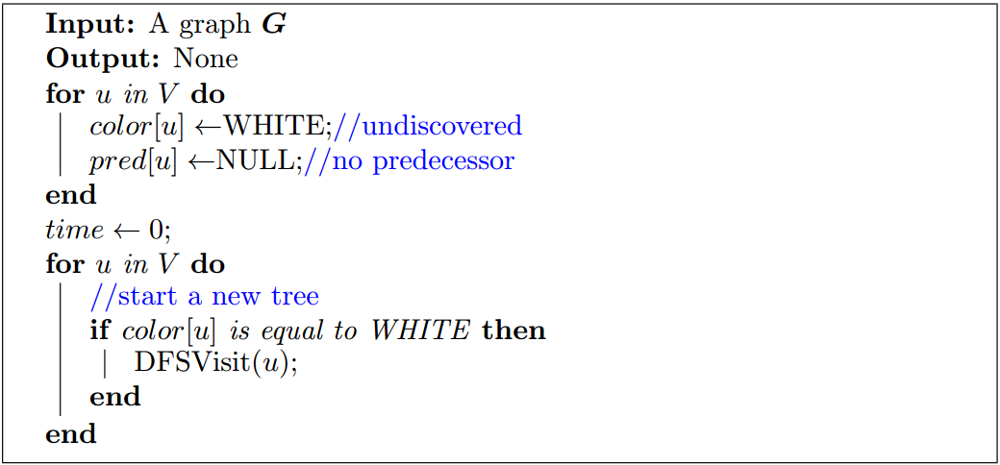 Input: A graph G
Output: None
for u in V do
color[u] ←WHITE;//undiscovered
pred[u] ←NULL;//no predecessor
end
time ← 0;
for u in V do
//start a new tree
if color[u] is equal to WHITE then
DFSVisit(u);
end
end